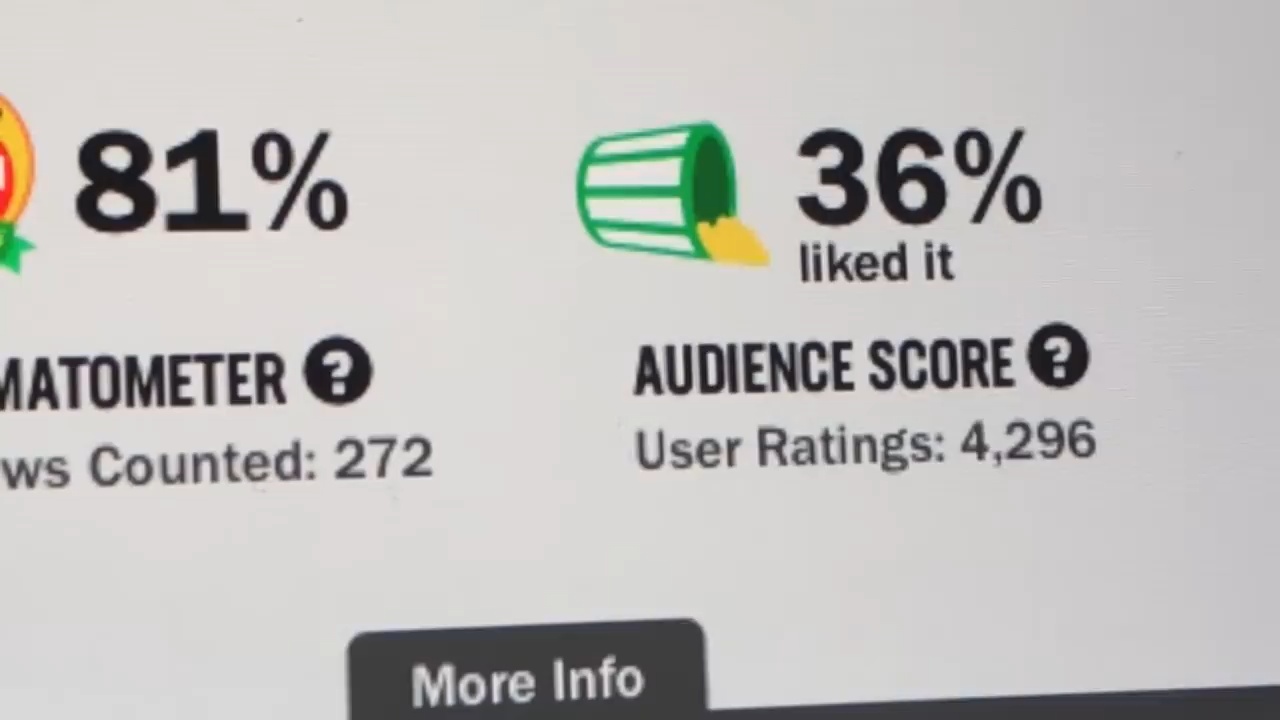 81%
36%
liked it
MATOMETER ?
AUDIENCE SCORE ?
ws Counted: 272
User Ratings: 4,296
More Info